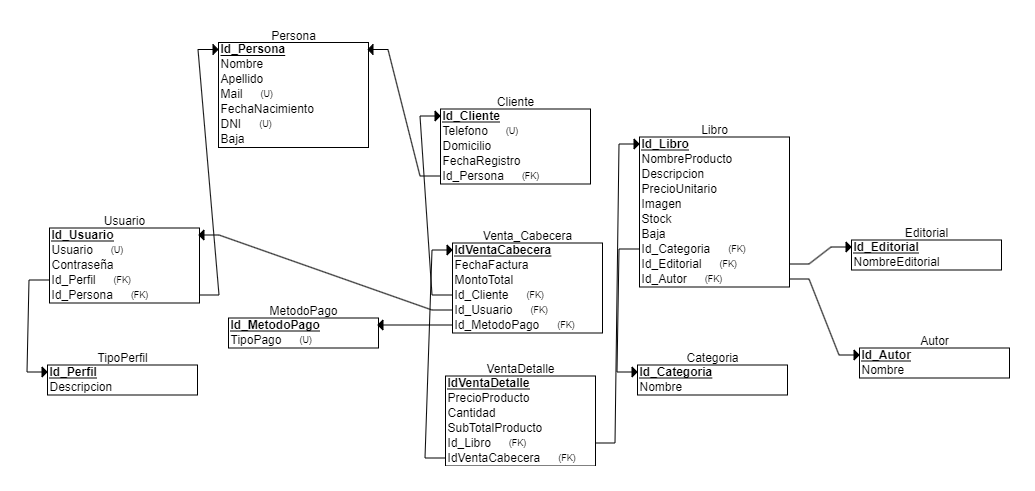 Persona
Id_Persona
Nombre
Apellido
Mail (U)
FechaNacimiento
DNI (U)
Baja
Cliente
Id_Cliente
Telefono (U)
Domicilio
FechaRegistro
Id_Persona (FK)
Libro
Id_Libro
NombreProducto
Descripcion
PrecioUnitario
Imagen
Stock
Baja
Id_Categoria (FK)
Id_Editorial (FK)
Id_Autor (FK)
Usuario
Id_Usuario
Usuario (U)
Contraseña
Id_Perfil (FK)
Id_Persona (FK)
Venta_Cabecera
IdVentaCabecera
FechaFactura
MontoTotal
Id_Cliente (FK)
Id_Usuario (FK)
Id_MetodoPago (FK)
Editorial
Id_Editorial
NombreEditorial
MetodoPago
Id_MetodoPago
TipoPago (U)
TipoPerfil
Id_Perfil
Descripcion
VentaDetalle
IdVentaDetalle
PrecioProducto
Cantidad
SubTotalProducto
Id_Libro (FK)
IdVentaCabecera (FK)
Categoria
Id_Categoria
Nombre
Autor
Id_Autor
Nombre